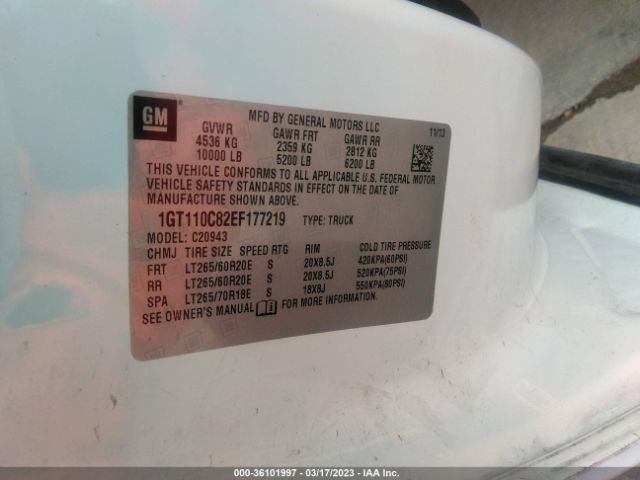 GM
MFD BY GENERAL MOTORS LLC
11/13
GVWR GAWR FRT GAWR RR
4536 KG 2359 KG 2812 KG
10000 LB 5200 LB 6200 LB
THIS VEHICLE CONFORMS TO ALL APPLICABLE U.S. FEDERAL MOTOR
VEHICLE SAFETY STANDARDS IN EFFECT ON THE DATE OF
MANUFACTURE SHOWN ABOVE.
1GT110C82EF177219 TYPE: TRUCK
MODEL: C20943
CHMJ TIRE SIZE SPEED RTG RIM COLD TIRE PRESSURE
FRT LT265/60R20E S 20X8.5J 420KPA(60PSI)
RR LT265/60R20E S 20X8.5J 520KPA(75PSI)
SPA LT265/70R18E S 18X8J 550KPA(80PSI)
SEE OWNER'S MANUAL FOR MORE INFORMATION.
000-36101997 - 03/17/2023 - IAA Inc.